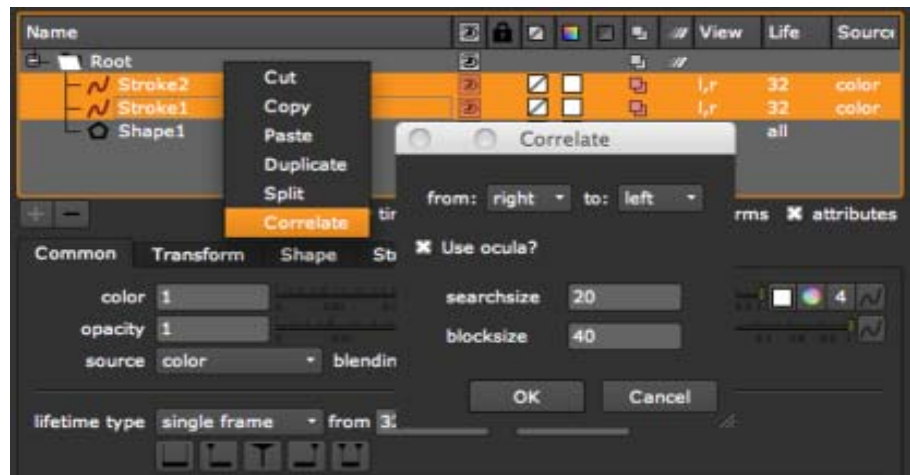 Name View Life
Root
Stroke2 l,r 32 color
Stroke1 l,r 32 color
Shape1 all
Cut
Copy
Paste
Duplicate
Split
Correlate
Correlate
from: right to: left
Use ocula?
searchsize 20
blocksize 40
OK Cancel
attributes
Common Transform Shape
color 1 4
opacity 1
source color
lifetime type single frame from